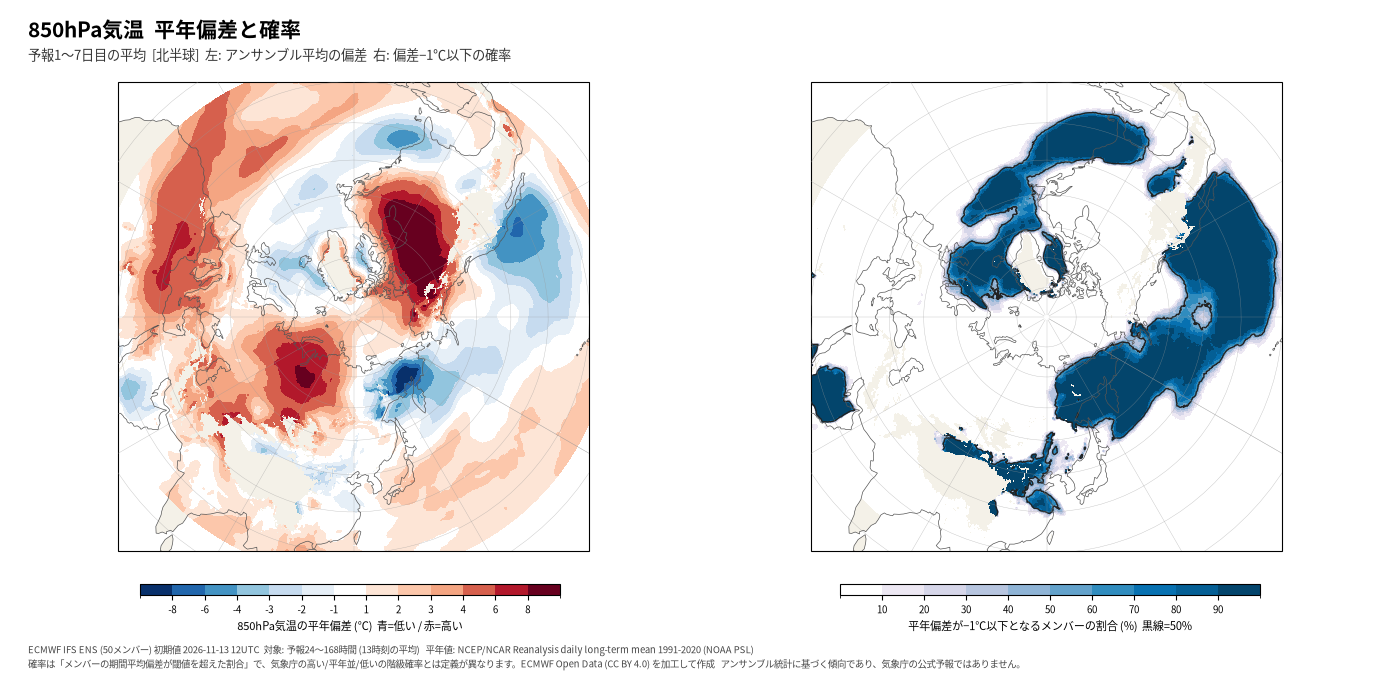 850hPa気温 平年偏差と確率
予報1～7日目の平均 [北半球] 左: アンサンブル平均の偏差 右: 偏差−1℃以下の確率
-8 -6 -4 -3 -2 -1 1 2 3 4 6 8
850hPa気温の平年偏差 (℃) 青=低い / 赤=高い
10 20 30 40 50 60 70 80 90
平年偏差が−1℃以下となるメンバーの割合 (%) 黒線=50%
ECMWF IFS ENS (50メンバー) 初期値 2026-11-13 12UTC 対象: 予報24～168時間 (13時刻の平均) 平年値: NCEP/NCAR Reanalysis daily long-term mean 1991-2020 (NOAA PSL)
確率は「メンバーの期間平均偏差が閾値を超えた割合」で、気象庁の高い/平年並/低いの階級確率とは定義が異なります。ECMWF Open Data (CC BY 4.0) を加工して作成 アンサンブル統計に基づく傾向であり、気象庁の公式予報ではありません。